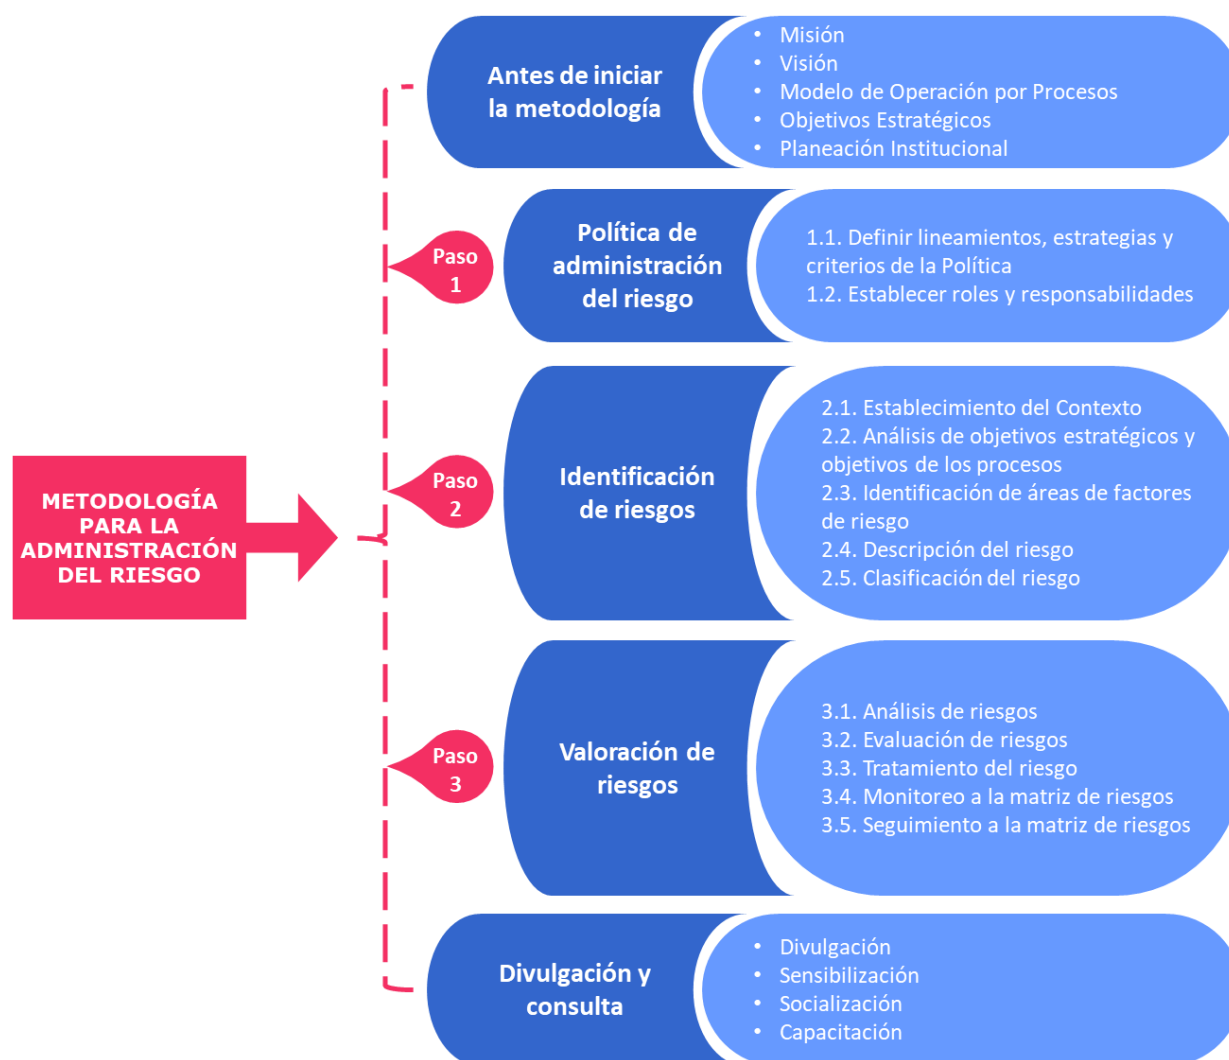 METODOLOGÍA
PARA LA
ADMINISTRACIÓN
DEL RIESGO
Antes de iniciar
la metodología
• Misión
• Visión
• Modelo de Operación por Procesos
• Objetivos Estratégicos
• Planeación Institucional
Paso
1
Política de
administración
del riesgo
1.1. Definir lineamientos, estrategias y
criterios de la Política
1.2. Establecer roles y responsabilidades
Paso
2
Identificación
de riesgos
2.1. Establecimiento del Contexto
2.2. Análisis de objetivos estratégicos y
objetivos de los procesos
2.3. Identificación de áreas de factores
de riesgo
2.4. Descripción del riesgo
2.5. Clasificación del riesgo
Paso
3
Valoración de
riesgos
3.1. Análisis de riesgos
3.2. Evaluación de riesgos
3.3. Tratamiento del riesgo
3.4. Monitoreo a la matriz de riesgos
3.5. Seguimiento a la matriz de riesgos
Divulgación y
consulta
• Divulgación
• Sensibilización
• Socialización
• Capacitación